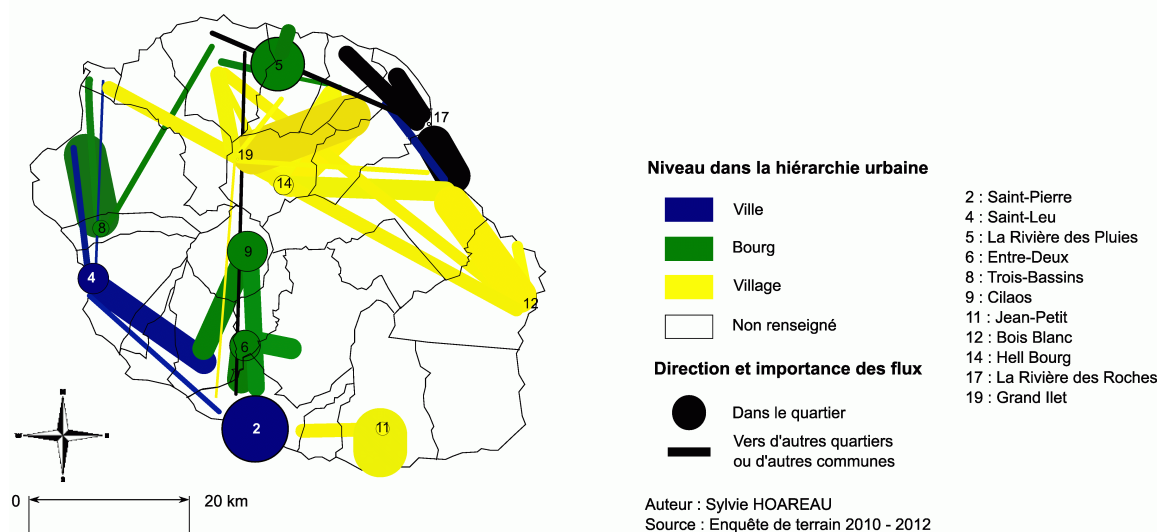 5
17
19
14
8
9
4
12
6
2
11
0
20 km
Niveau dans la hiérarchie urbaine
Ville
Bourg
Village
Non renseigné
Direction et importance des flux
Dans le quartier
Vers d'autres quartiers
ou d'autres communes
2 : Saint-Pierre
4 : Saint-Leu
5 : La Rivière des Pluies
6 : Entre-Deux
8 : Trois-Bassins
9 : Cilaos
11 : Jean-Petit
12 : Bois Blanc
14 : Hell Bourg
17 : La Rivière des Roches
19 : Grand Ilet
Auteur : Sylvie HOAREAU
Source : Enquête de terrain 2010 - 2012